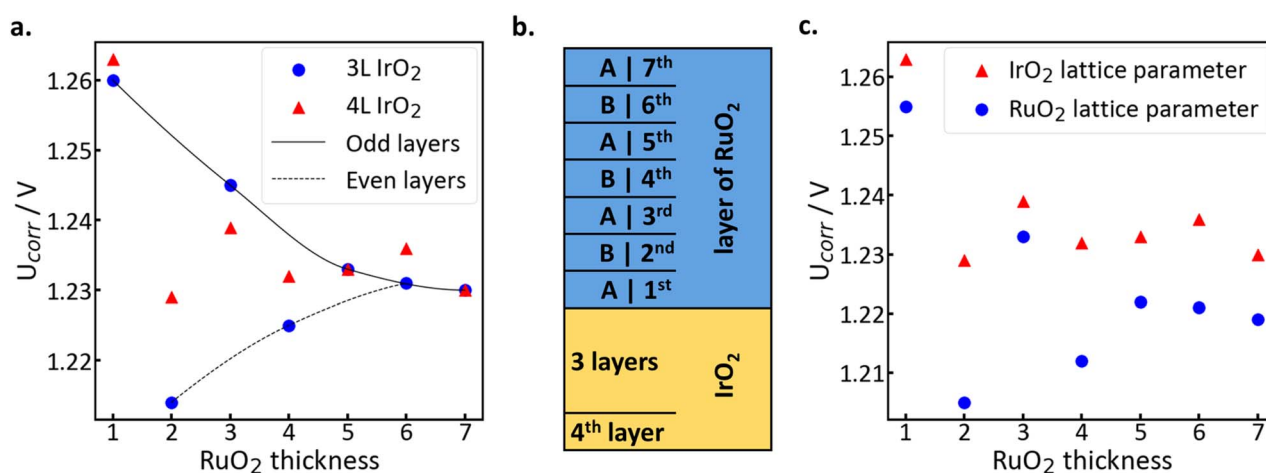 a.
U_corr / V
1.26
1.25
1.24
1.23
1.22
1 2 3 4 5 6 7
RuO₂ thickness
3L IrO₂
4L IrO₂
Odd layers
Even layers
b.
A | 7th
B | 6th
A | 5th
B | 4th
A | 3rd
B | 2nd
A | 1st
layer of RuO₂
3 layers
4th layer
IrO₂
c.
U_corr / V
1.26
1.25
1.24
1.23
1.22
1.21
1 2 3 4 5 6 7
RuO₂ thickness
IrO₂ lattice parameter
RuO₂ lattice parameter